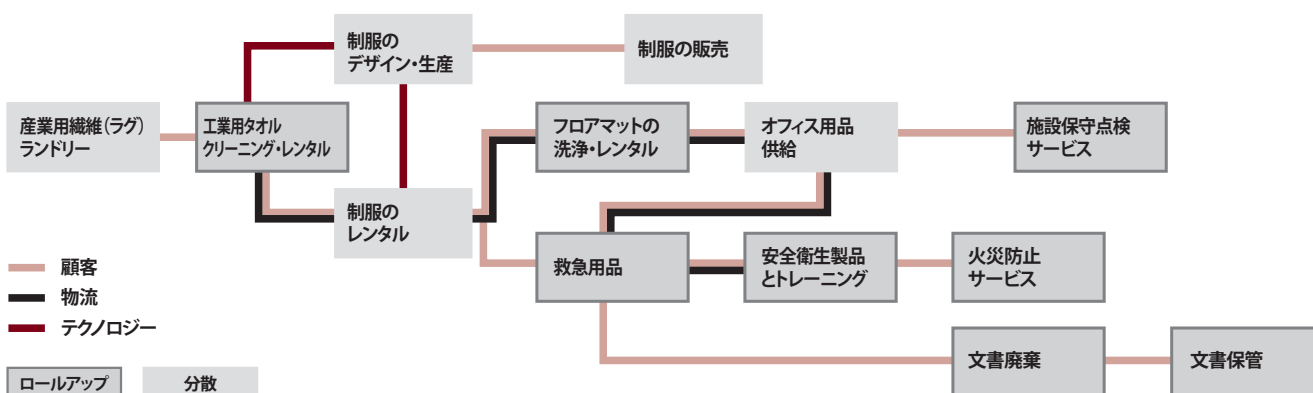 制服の
デザイン・生産
制服の販売
産業用繊維（ラグ）
ランドリー
工業用タオル
クリーニング・レンタル
フロアマットの
洗浄・レンタル
オフィス用品
供給
施設保守点検
サービス
制服の
レンタル
救急用品
安全衛生製品
とトレーニング
火災防止
サービス
顧客
物流
テクノロジー
文書廃棄
文書保管
ロールアップ
分散